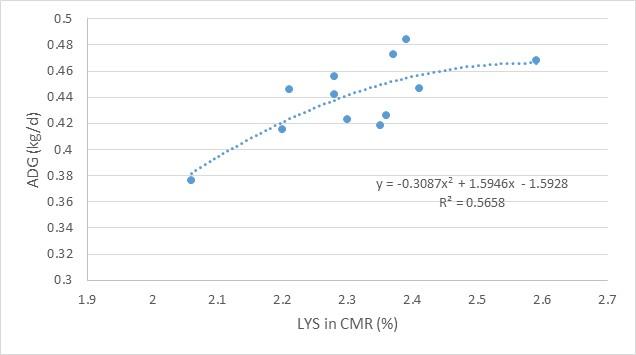 0.5
0.48
0.46
0.44
0.42
0.4
0.38
0.36
0.34
0.32
0.3
ADG (kg/d)
y = -0.3087x² + 1.5946x - 1.5928
R² = 0.5658
1.9 2 2.1 2.2 2.3 2.4 2.5 2.6 2.7
LYS in CMR (%)